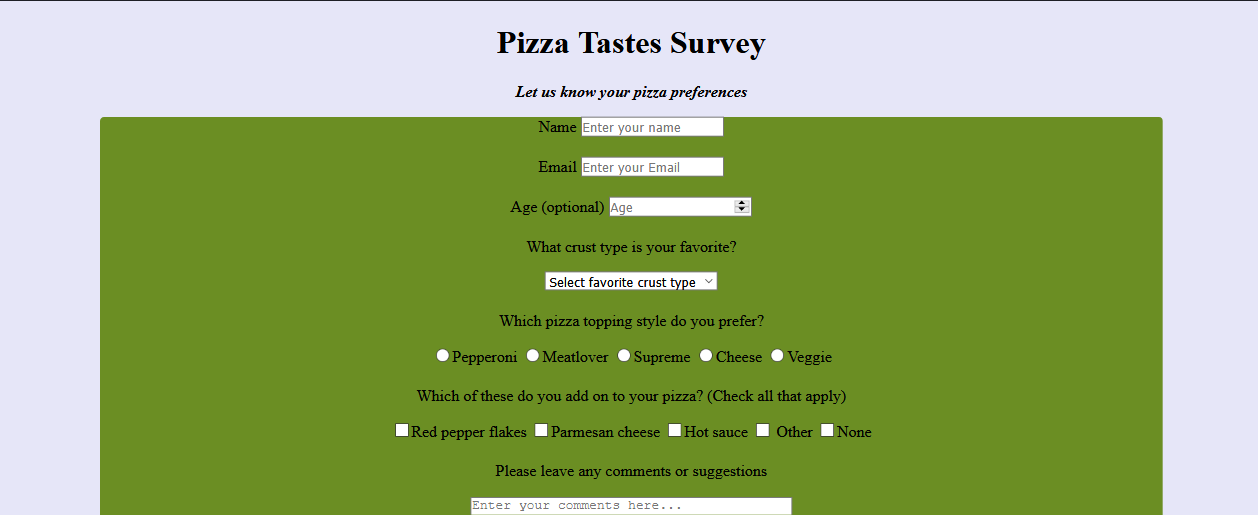 Pizza Tastes Survey
Let us know your pizza preferences
Name Enter your name
Email Enter your Email
Age (optional) Age
What crust type is your favorite?
Select favorite crust type
Which pizza topping style do you prefer?
Pepperoni Meatlover Supreme Cheese Veggie
Which of these do you add on to your pizza? (Check all that apply)
Red pepper flakes Parmesan cheese Hot sauce Other None
Please leave any comments or suggestions
Enter your comments here...